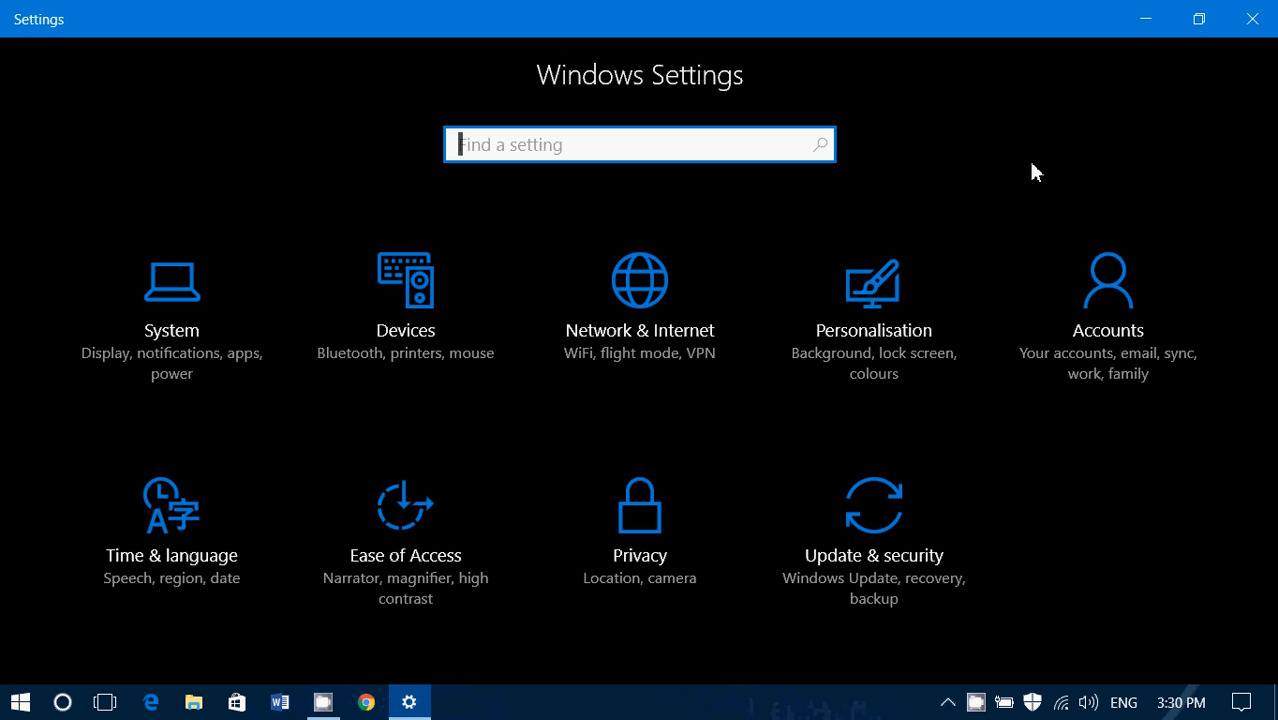 Settings
Windows Settings
Find a setting
System
Display, notifications, apps,
power
Devices
Bluetooth, printers, mouse
Network & Internet
WiFi, flight mode, VPN
Personalisation
Background, lock screen,
colours
Accounts
Your accounts, email, sync,
work, family
Time & language
Speech, region, date
Ease of Access
Narrator, magnifier, high
contrast
Privacy
Location, camera
Update & security
Windows Update, recovery,
backup
ENG
3:30 PM